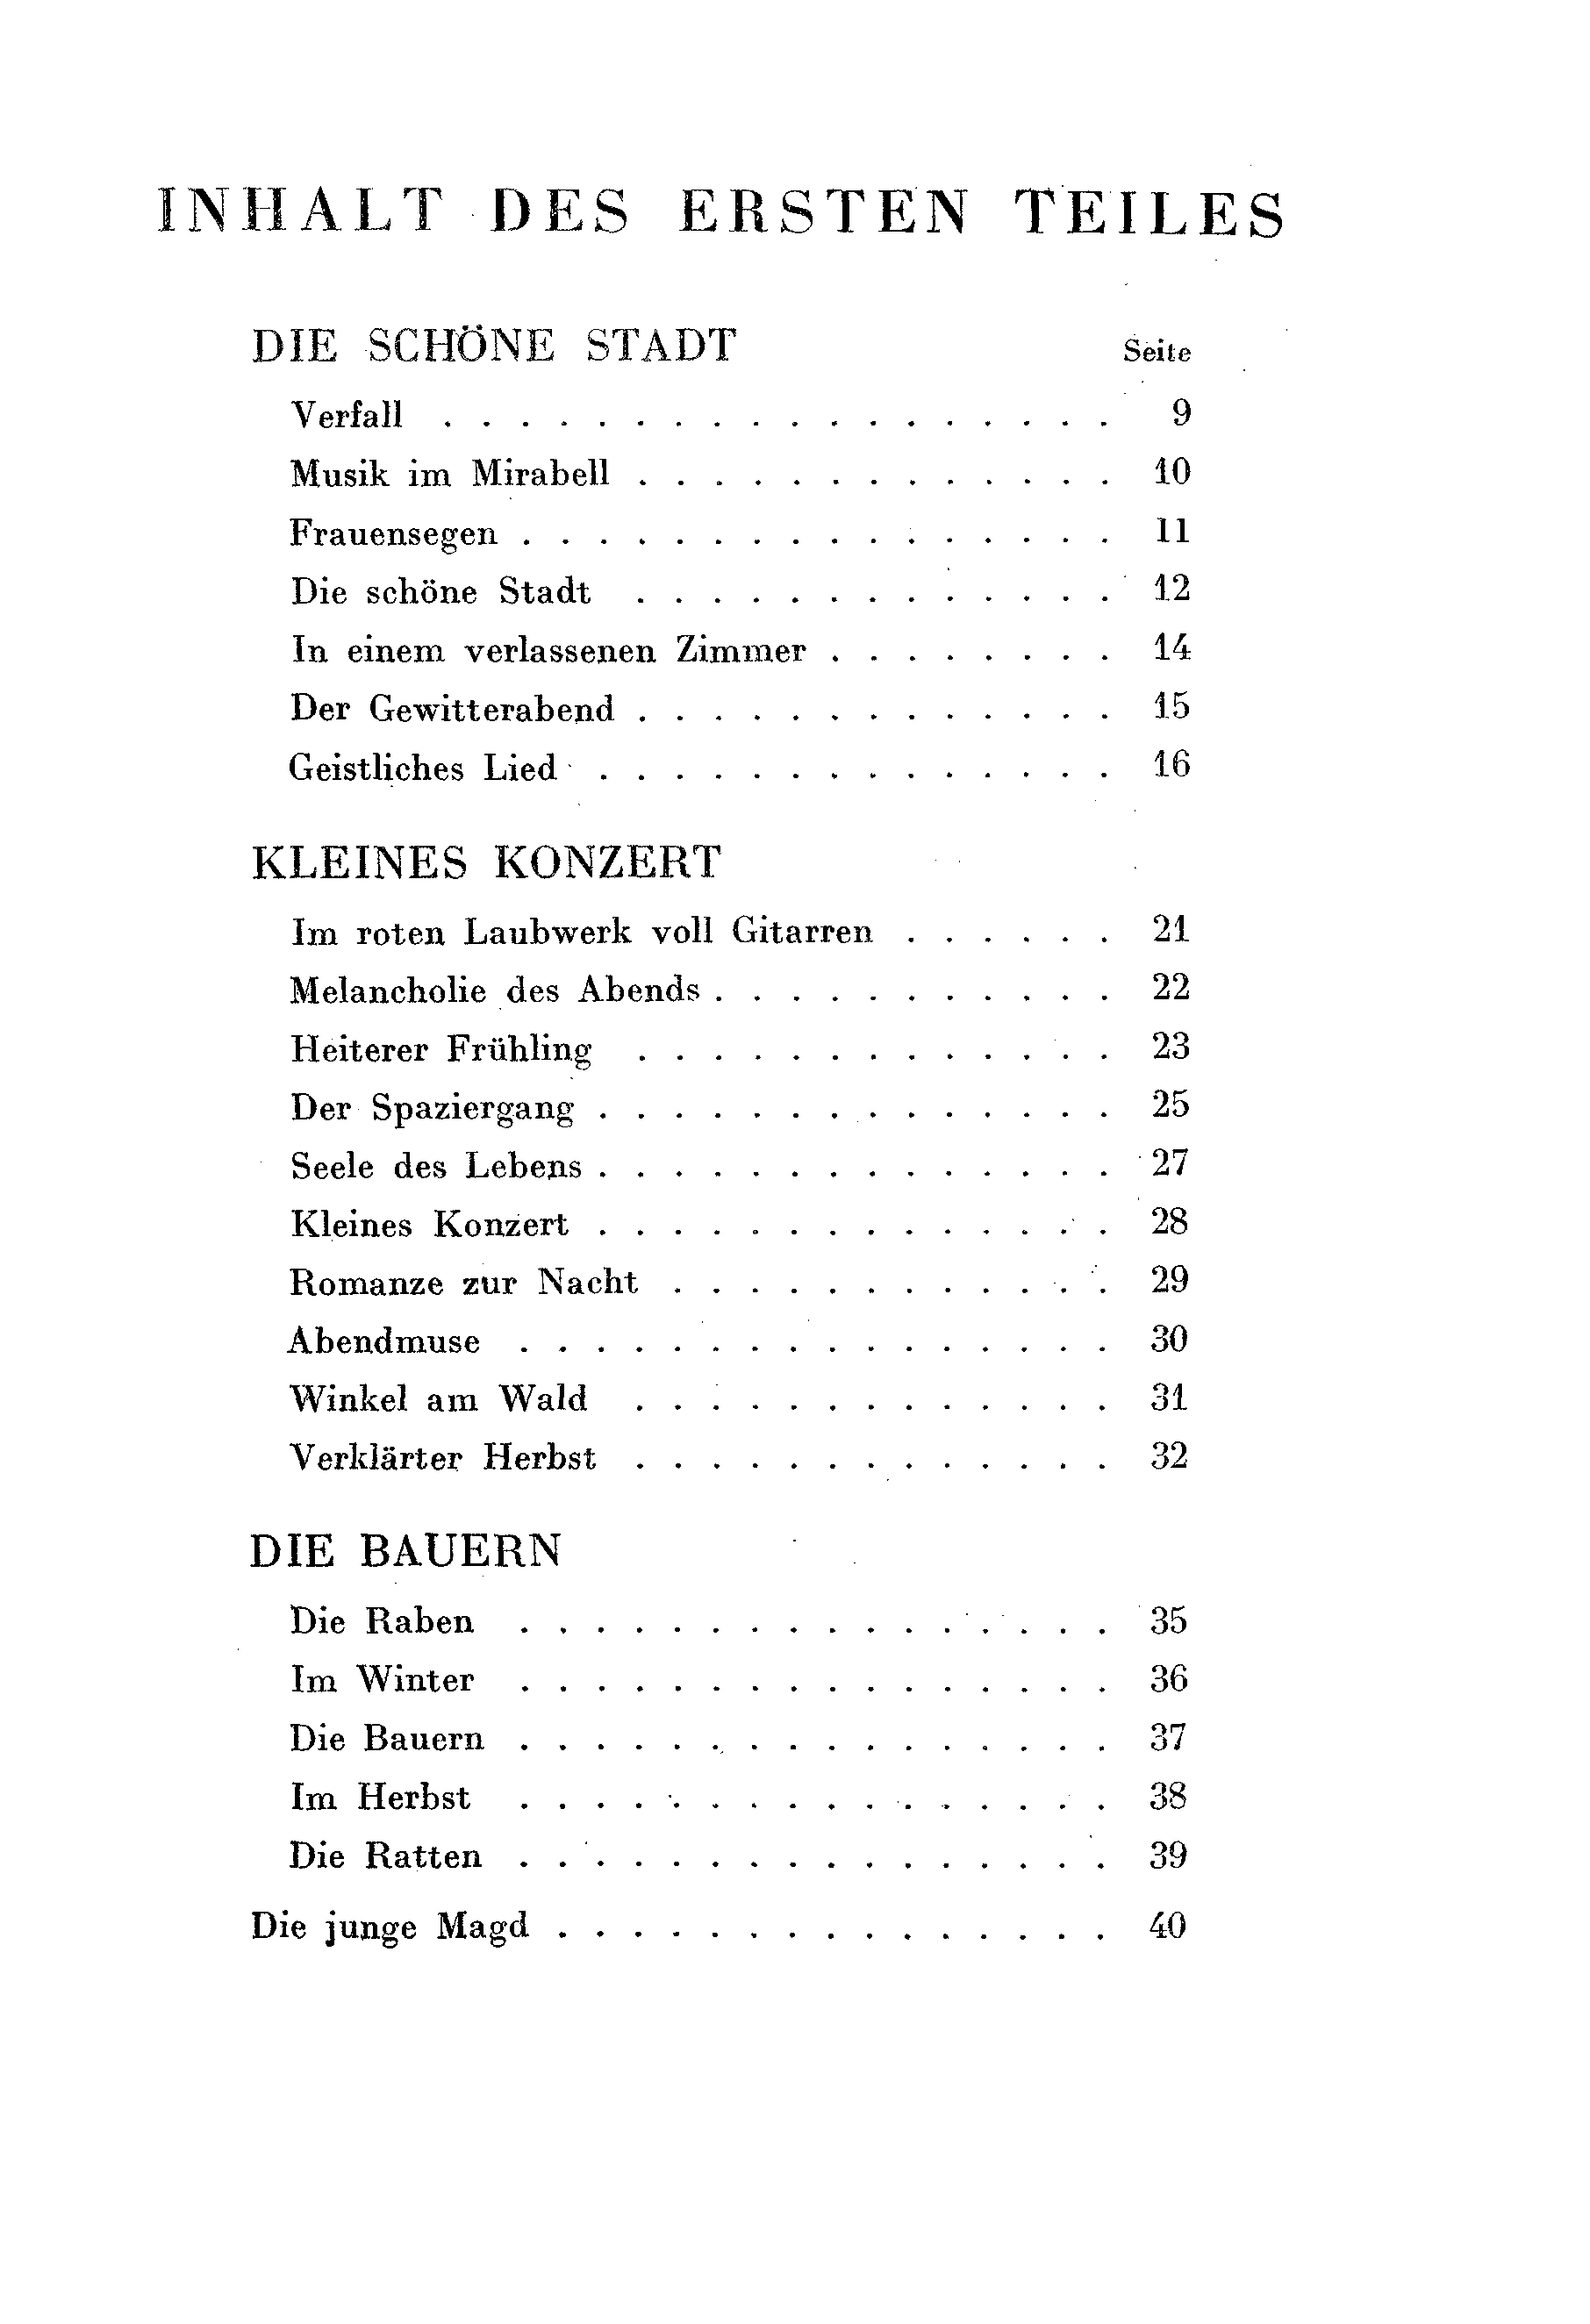 INHALT DES ERSTEN TEILES
DIE SCHÖNE STADT Seite
Verfall . . . . . . . . . . . . . . . . . . 9
Musik im Mirabell . . . . . . . . . . . . . 10
Frauensegen . . . . . . . . . . . . . . . . 11
Die schöne Stadt . . . . . . . . . . . . . 12
In einem verlassenen Zimmer . . . . . . . . 14
Der Gewitterabend . . . . . . . . . . . . . 15
Geistliches Lied . . . . . . . . . . . . . . 16
KLEINES KONZERT
Im roten Laubwerk voll Gitarren . . . . . . 21
Melancholie des Abends . . . . . . . . . . . 22
Heiterer Frühling . . . . . . . . . . . . . 23
Der Spaziergang . . . . . . . . . . . . . . 25
Seele des Lebens . . . . . . . . . . . . . . 27
Kleines Konzert . . . . . . . . . . . . . . 28
Romanze zur Nacht . . . . . . . . . . . . 29
Abendmuse . . . . . . . . . . . . . . . . 30
Winkel am Wald . . . . . . . . . . . . . 31
Verklärter Herbst . . . . . . . . . . . . . 32
DIE BAUERN
Die Raben . . . . . . . . . . . . . . . . 35
Im Winter . . . . . . . . . . . . . . . . 36
Die Bauern . . . . . . . . . . . . . . . . 37
Im Herbst . . . . . . . . . . . . . . . . 38
Die Ratten . . . . . . . . . . . . . . . . 39
Die junge Magd . . . . . . . . . . . . . . . 40